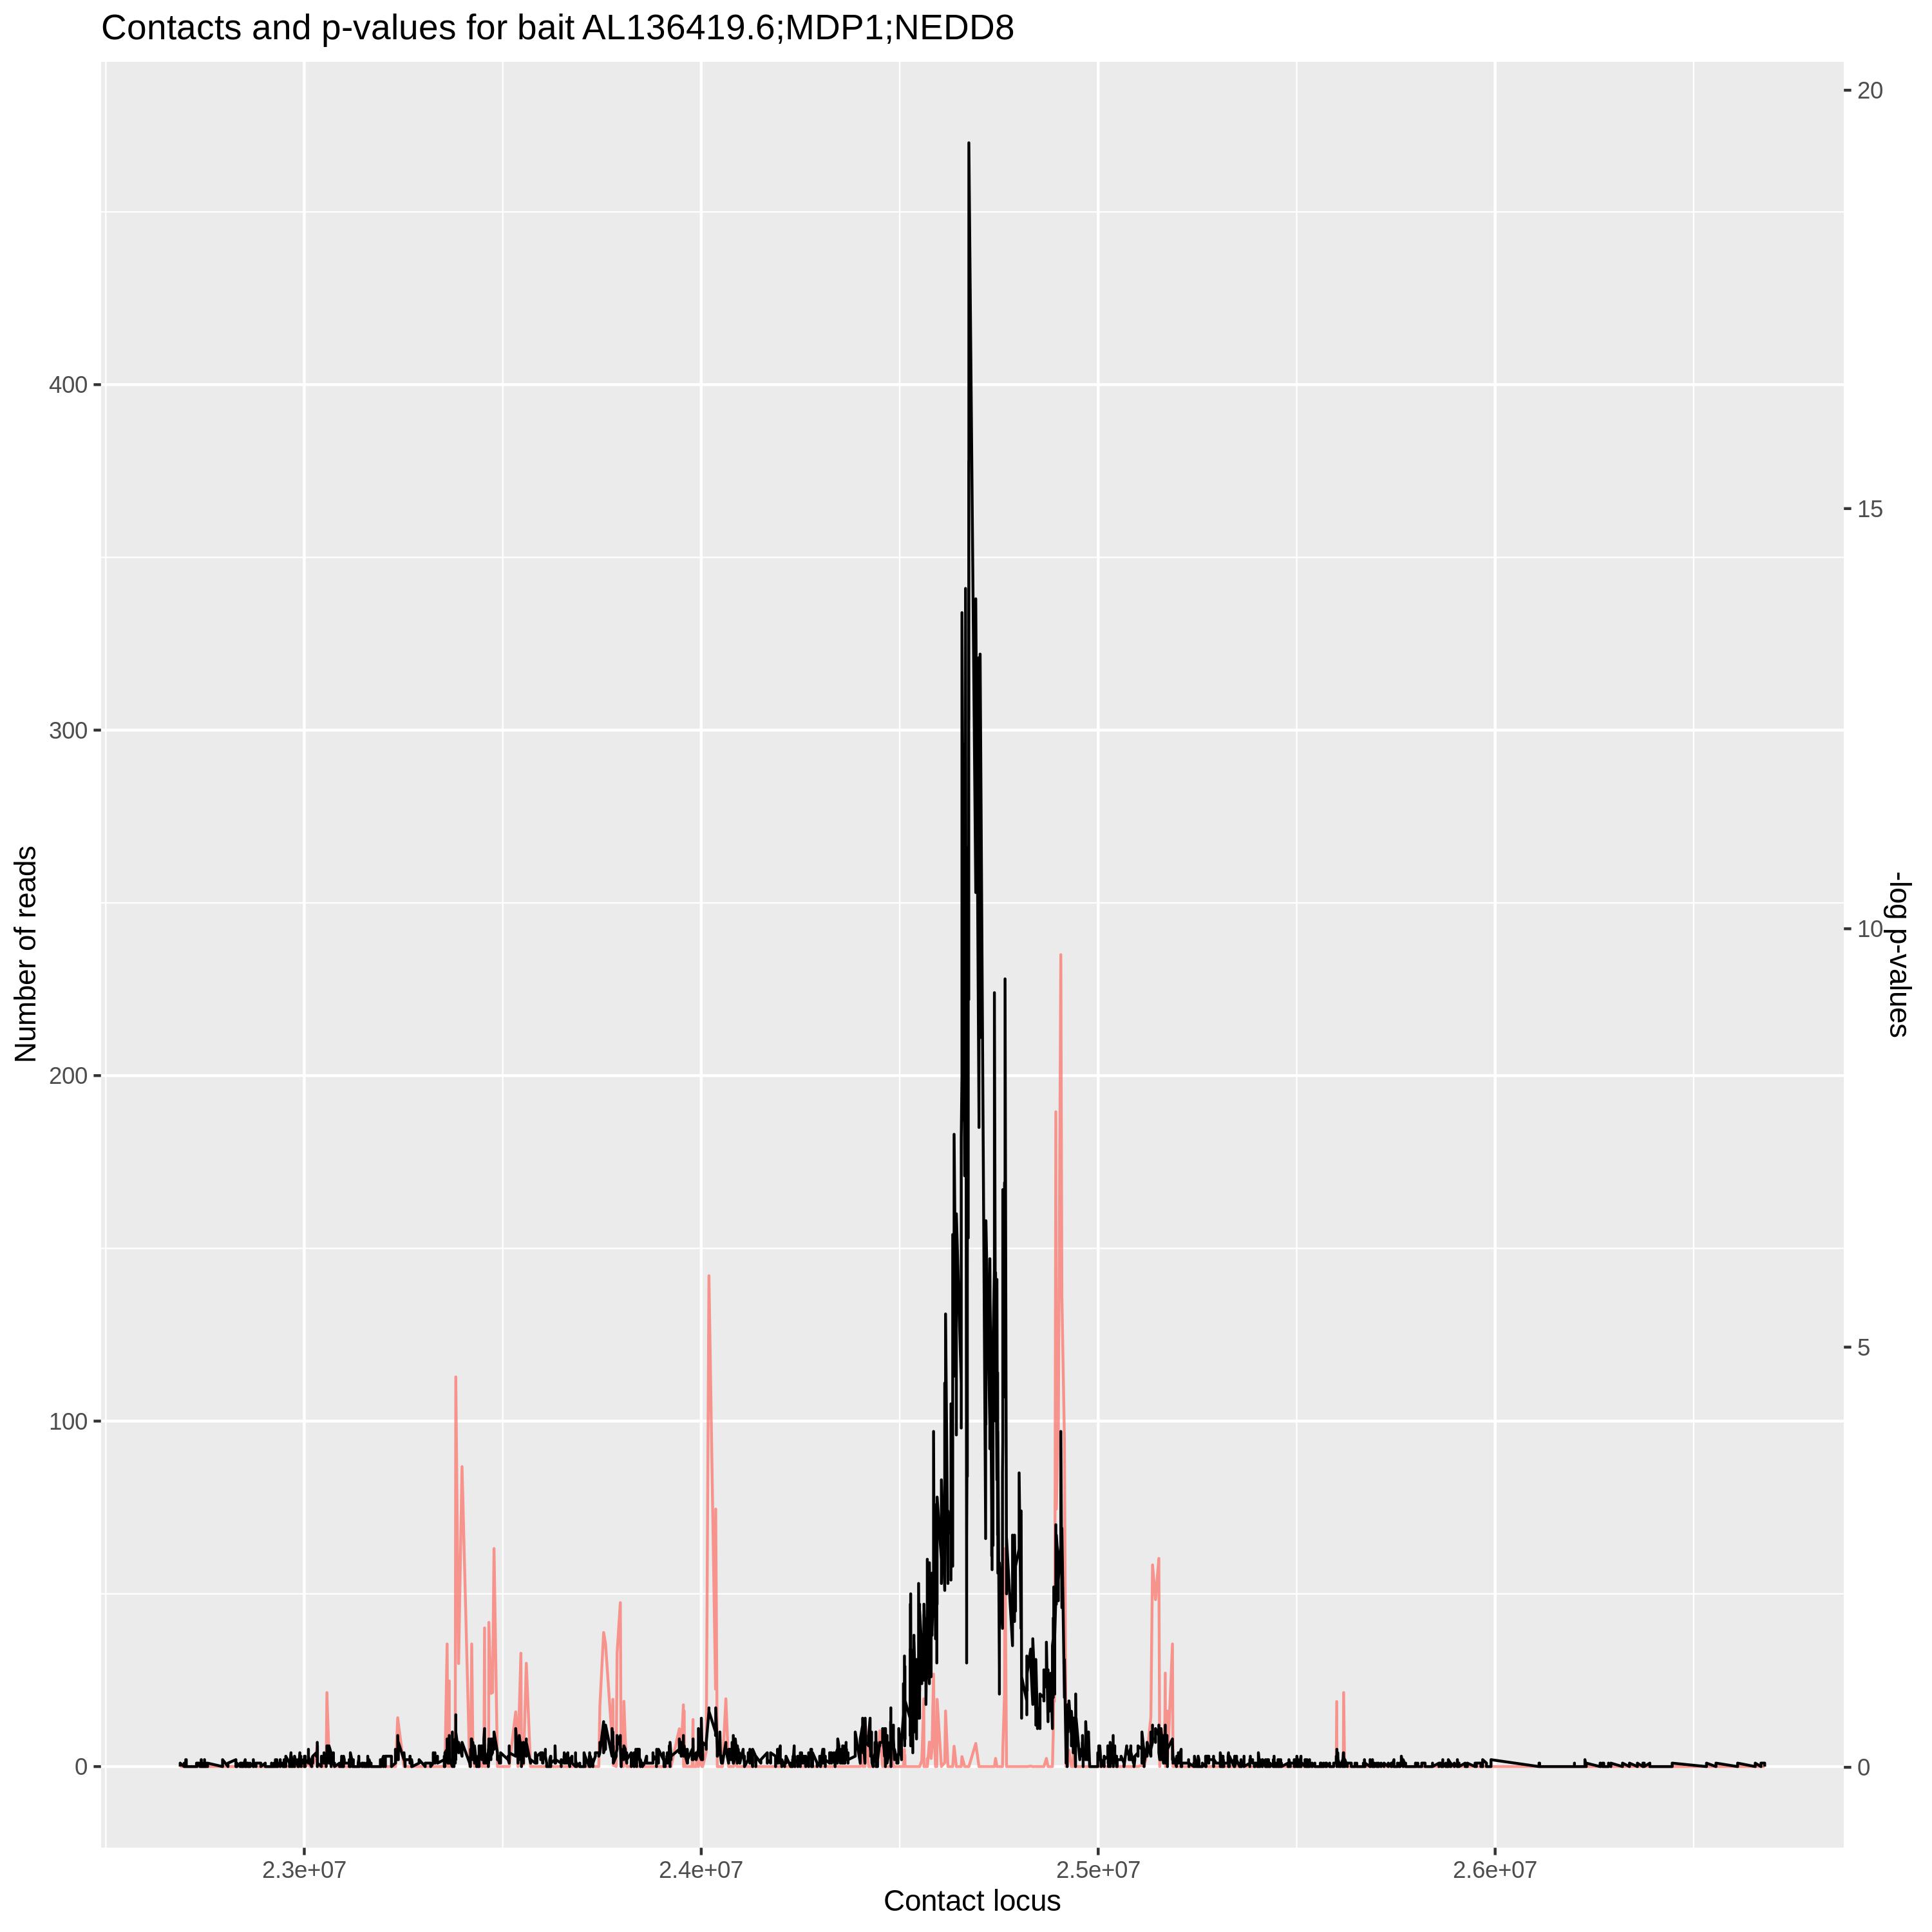 Contacts and p-values for bait AL136419.6;MDP1;NEDD8
Number of reads
400
300
200
100
0
20
15
10
5
0
-log p-values
2.3e+07
2.4e+07
2.5e+07
2.6e+07
Contact locus